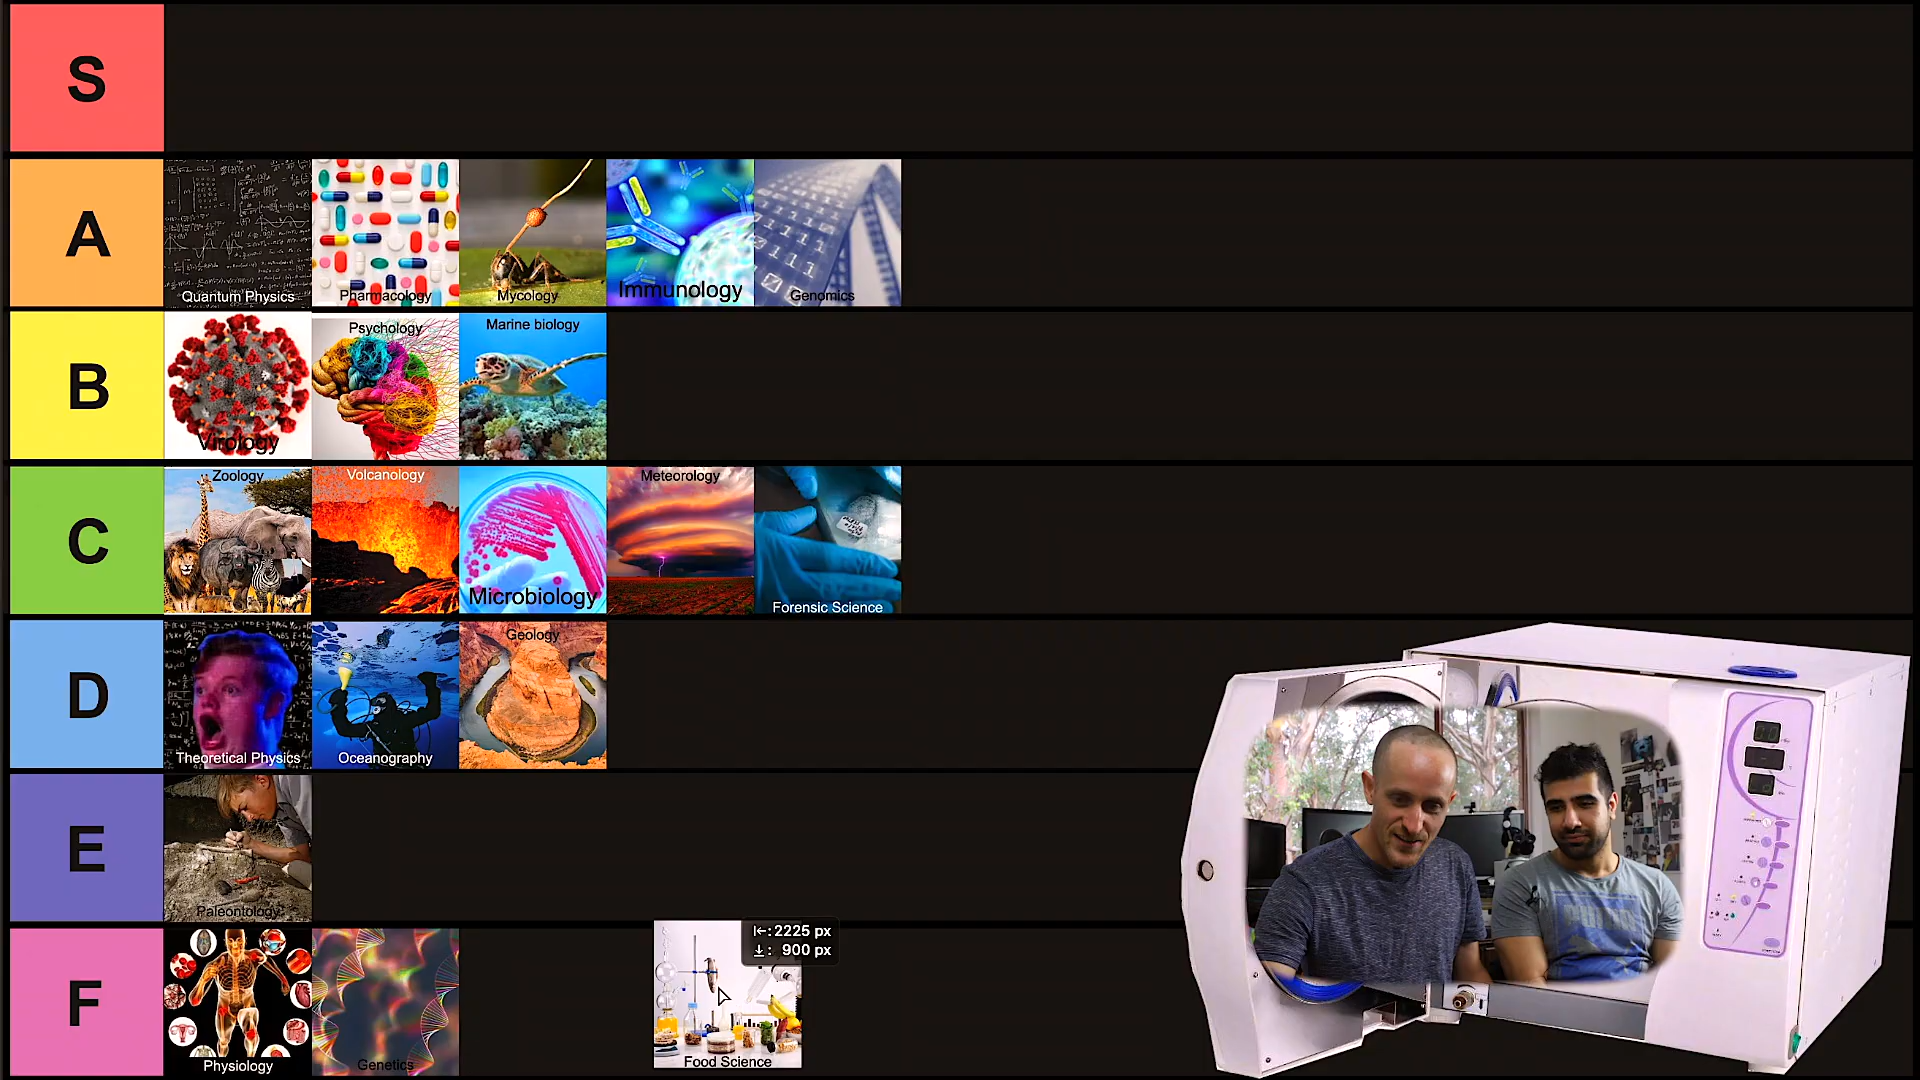 S
A
Quantum Physics
Pharmacology
Mycology
Immunology
Genomics
B
Virology
Psychology
Marine biology
C
Zoology
Volcanology
Microbiology
Meteorology
Forensic Science
D
Theoretical Physics
Oceanography
Geology
E
Paleontology
F
Physiology
Genetics
Food Science
2225 px
900 px